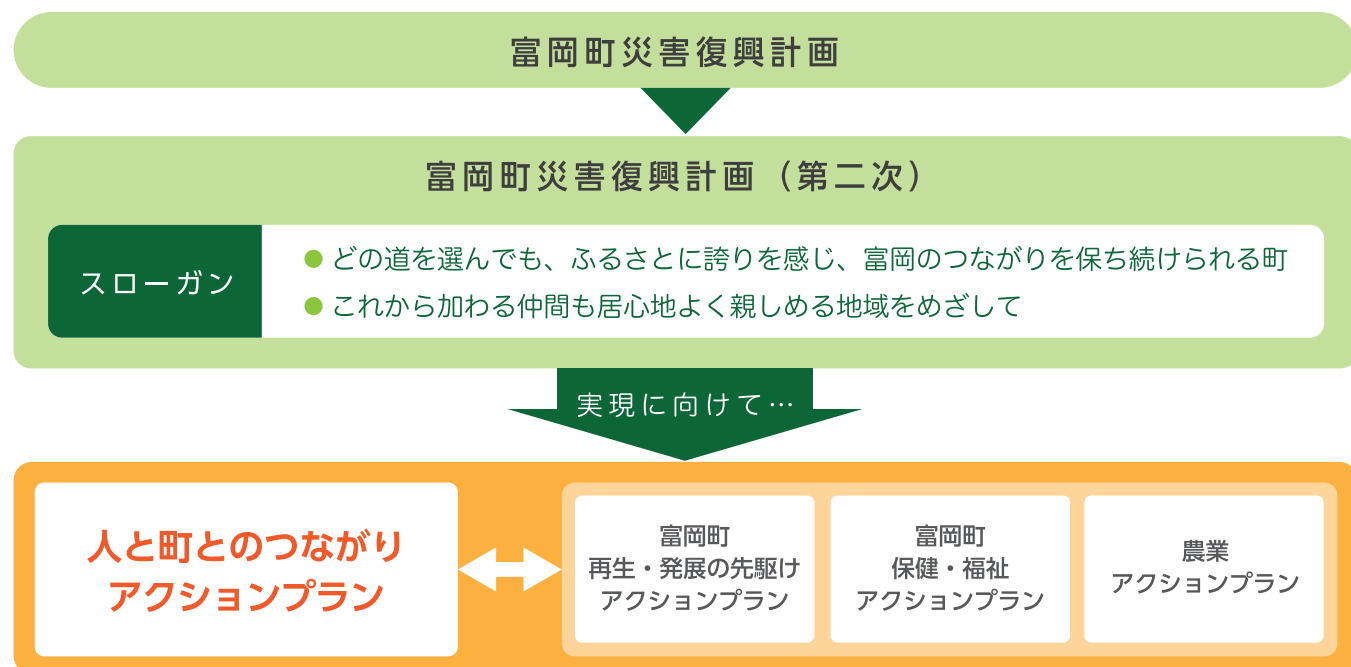 富岡町災害復興計画
富岡町災害復興計画（第二次）
スローガン
● どの道を選んでも、ふるさとに誇りを感じ、富岡のつながりを保ち続けられる町
● これから加わる仲間も居心地よく親しめる地域をめざして
実現に向けて…
人と町とのつながり
アクションプラン
富岡町
再生・発展の先駆け
アクションプラン
富岡町
保健・福祉
アクションプラン
農業
アクションプラン